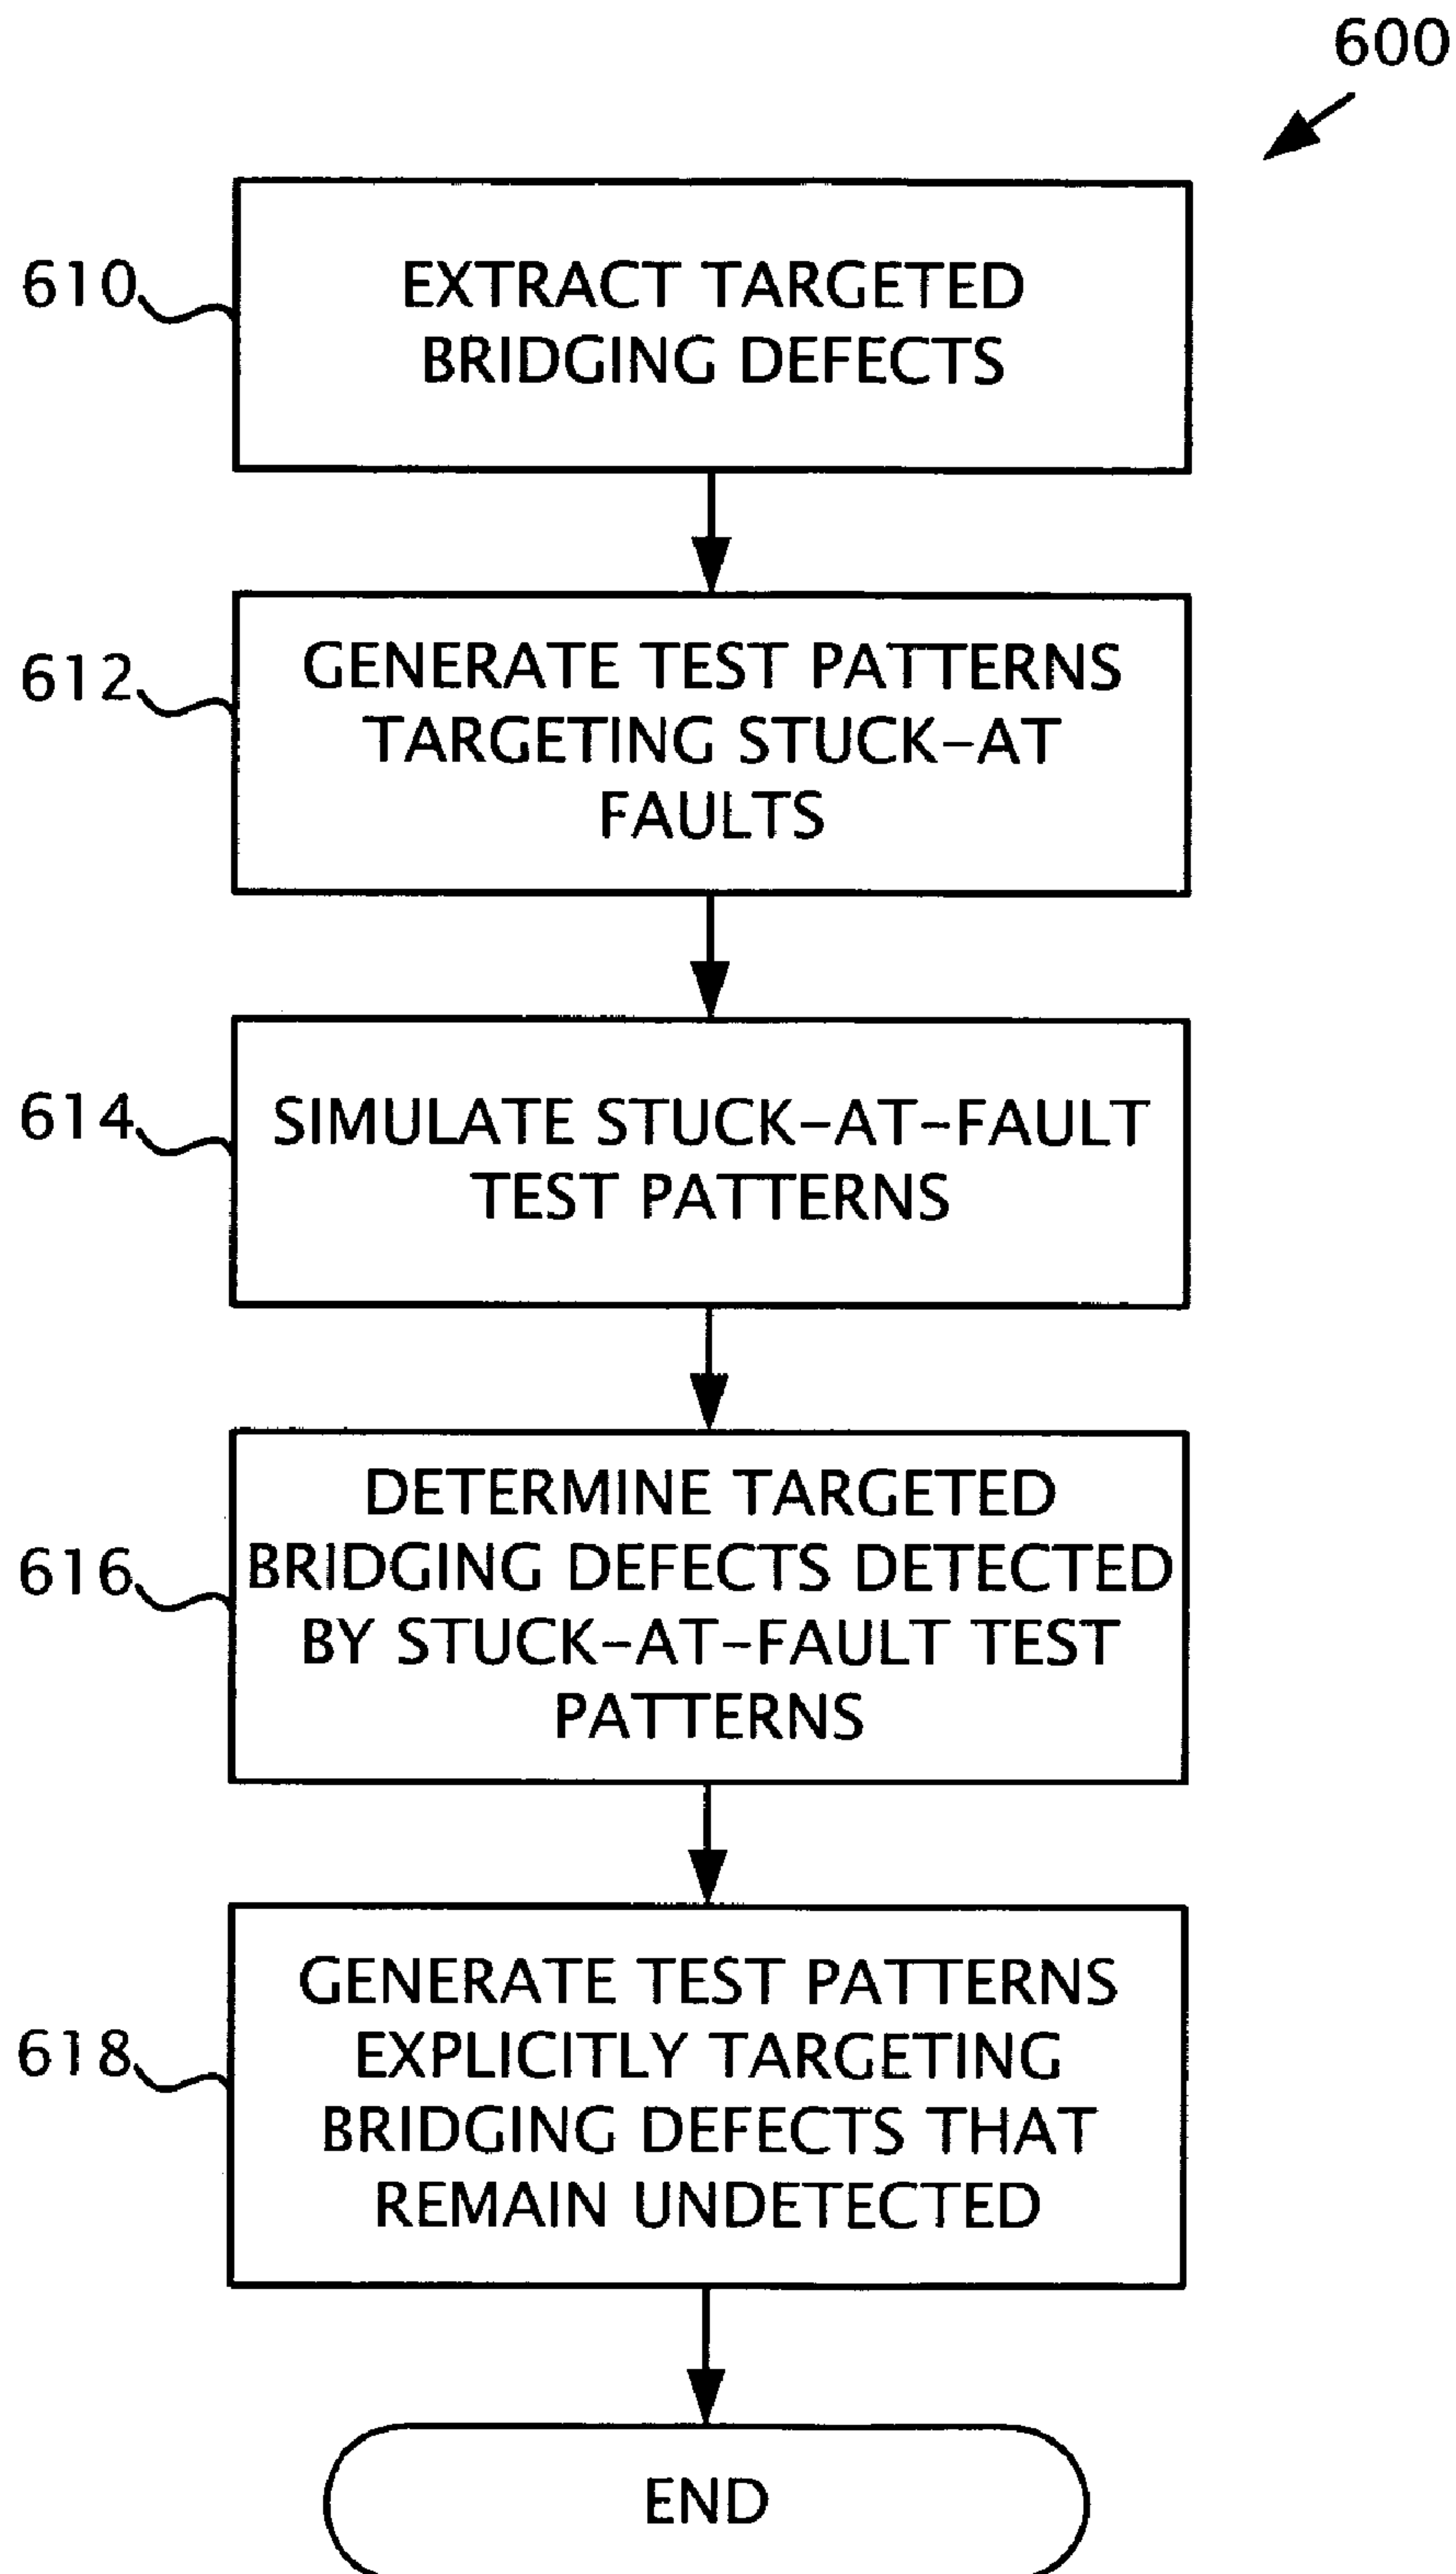 600
610
EXTRACT TARGETED
BRIDGING DEFECTS
612
GENERATE TEST PATTERNS
TARGETING STUCK-AT
FAULTS
614
SIMULATE STUCK-AT-FAULT
TEST PATTERNS
616
DETERMINE TARGETED
BRIDGING DEFECTS DETECTED
BY STUCK-AT-FAULT TEST
PATTERNS
618
GENERATE TEST PATTERNS
EXPLICITLY TARGETING
BRIDGING DEFECTS THAT
REMAIN UNDETECTED
END